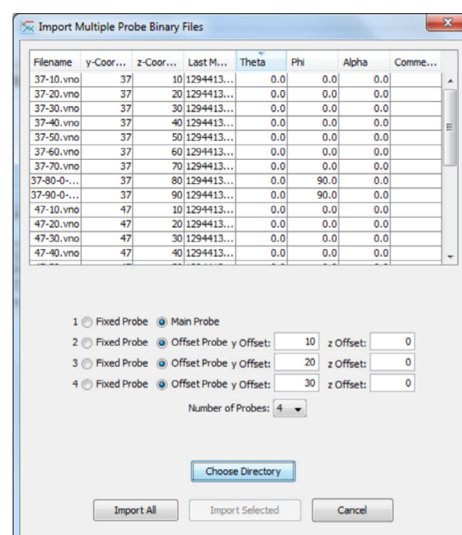 Import Multiple Probe Binary Files
Filename y-Coor... z-Coor... Last M... Theta Phi Alpha Comme...
37-10.vno 37 10 1294413... 0.0 0.0 0.0
37-20.vno 37 20 1294413... 0.0 0.0 0.0
37-30.vno 37 30 1294413... 0.0 0.0 0.0
37-40.vno 37 40 1294413... 0.0 0.0 0.0
37-50.vno 37 50 1294413... 0.0 0.0 0.0
37-60.vno 37 60 1294413... 0.0 0.0 0.0
37-70.vno 37 70 1294413... 0.0 0.0 0.0
37-80-0-... 37 80 1294413... 0.0 90.0 0.0
37-90-0-... 37 90 1294413... 0.0 90.0 0.0
47-10.vno 47 10 1294413... 0.0 0.0 0.0
47-20.vno 47 20 1294413... 0.0 0.0 0.0
47-30.vno 47 30 1294413... 0.0 0.0 0.0
47-40.vno 47 40 1294413... 0.0 0.0 0.0
1 Fixed Probe Main Probe
2 Fixed Probe Offset Probe y Offset: 10 z Offset: 0
3 Fixed Probe Offset Probe y Offset: 20 z Offset: 0
4 Fixed Probe Offset Probe y Offset: 30 z Offset: 0
Number of Probes: 4
Choose Directory
Import All Import Selected Cancel